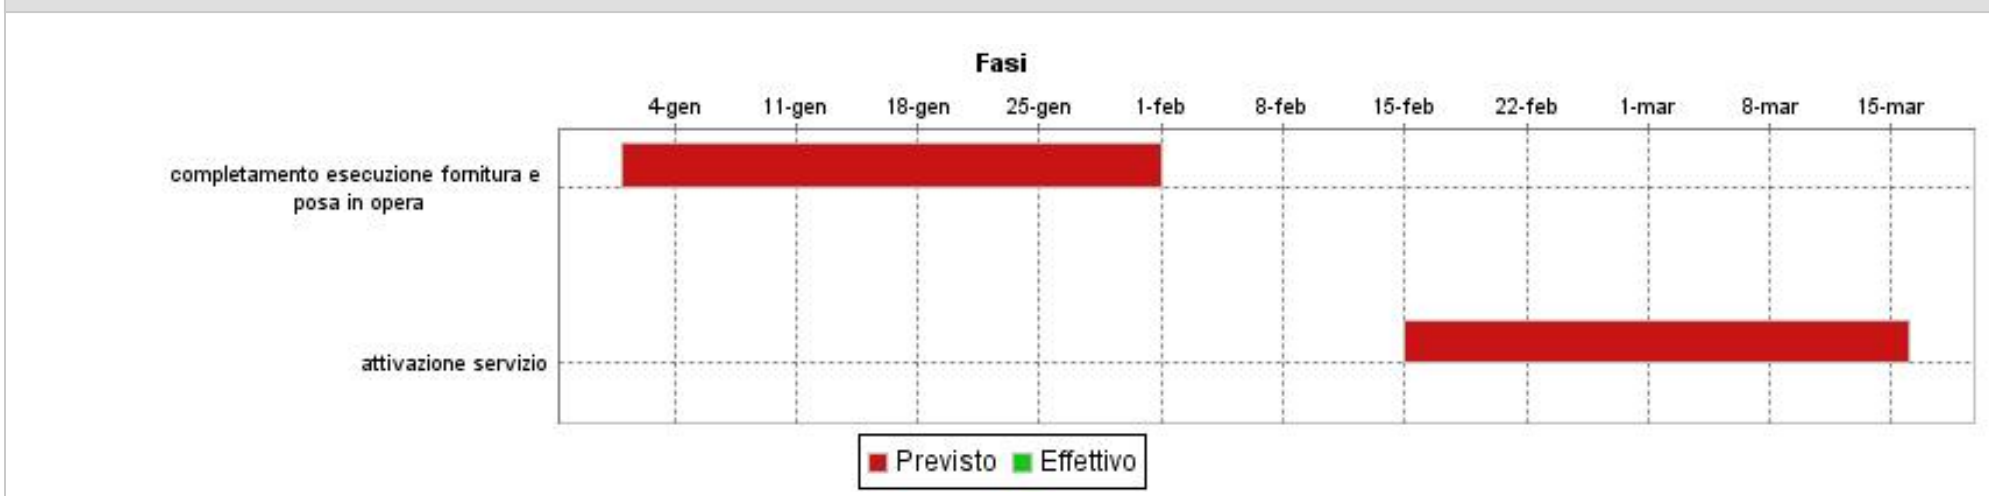 Fasi
4-gen 11-gen 18-gen 25-gen 1-feb 8-feb 15-feb 22-feb 1-mar 8-mar 15-mar
completamento esecuzione fornitura e
posa in opera
attivazione servizio
Previsto Effettivo